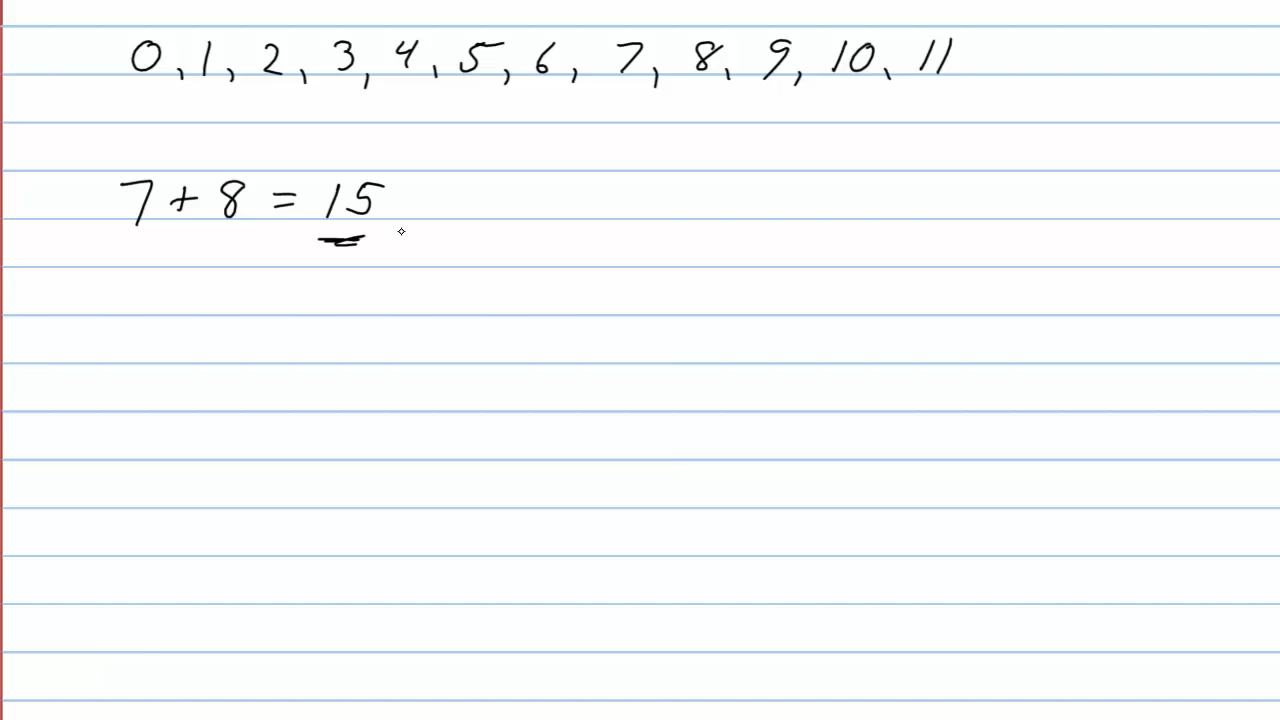 0, 1, 2, 3, 4, 5, 6, 7, 8, 9, 10, 11
7 + 8 = 15